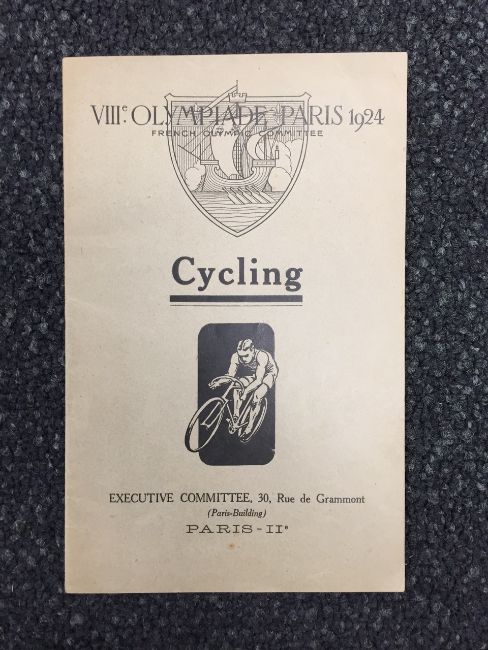 VIIIᵉ OLYMPIADE PARIS 1924
FRENCH OLYMPIC COMMITTEE
Cycling
EXECUTIVE COMMITTEE, 30, Rue de Grammont
(Paris-Building)
PARIS-IIᵉ